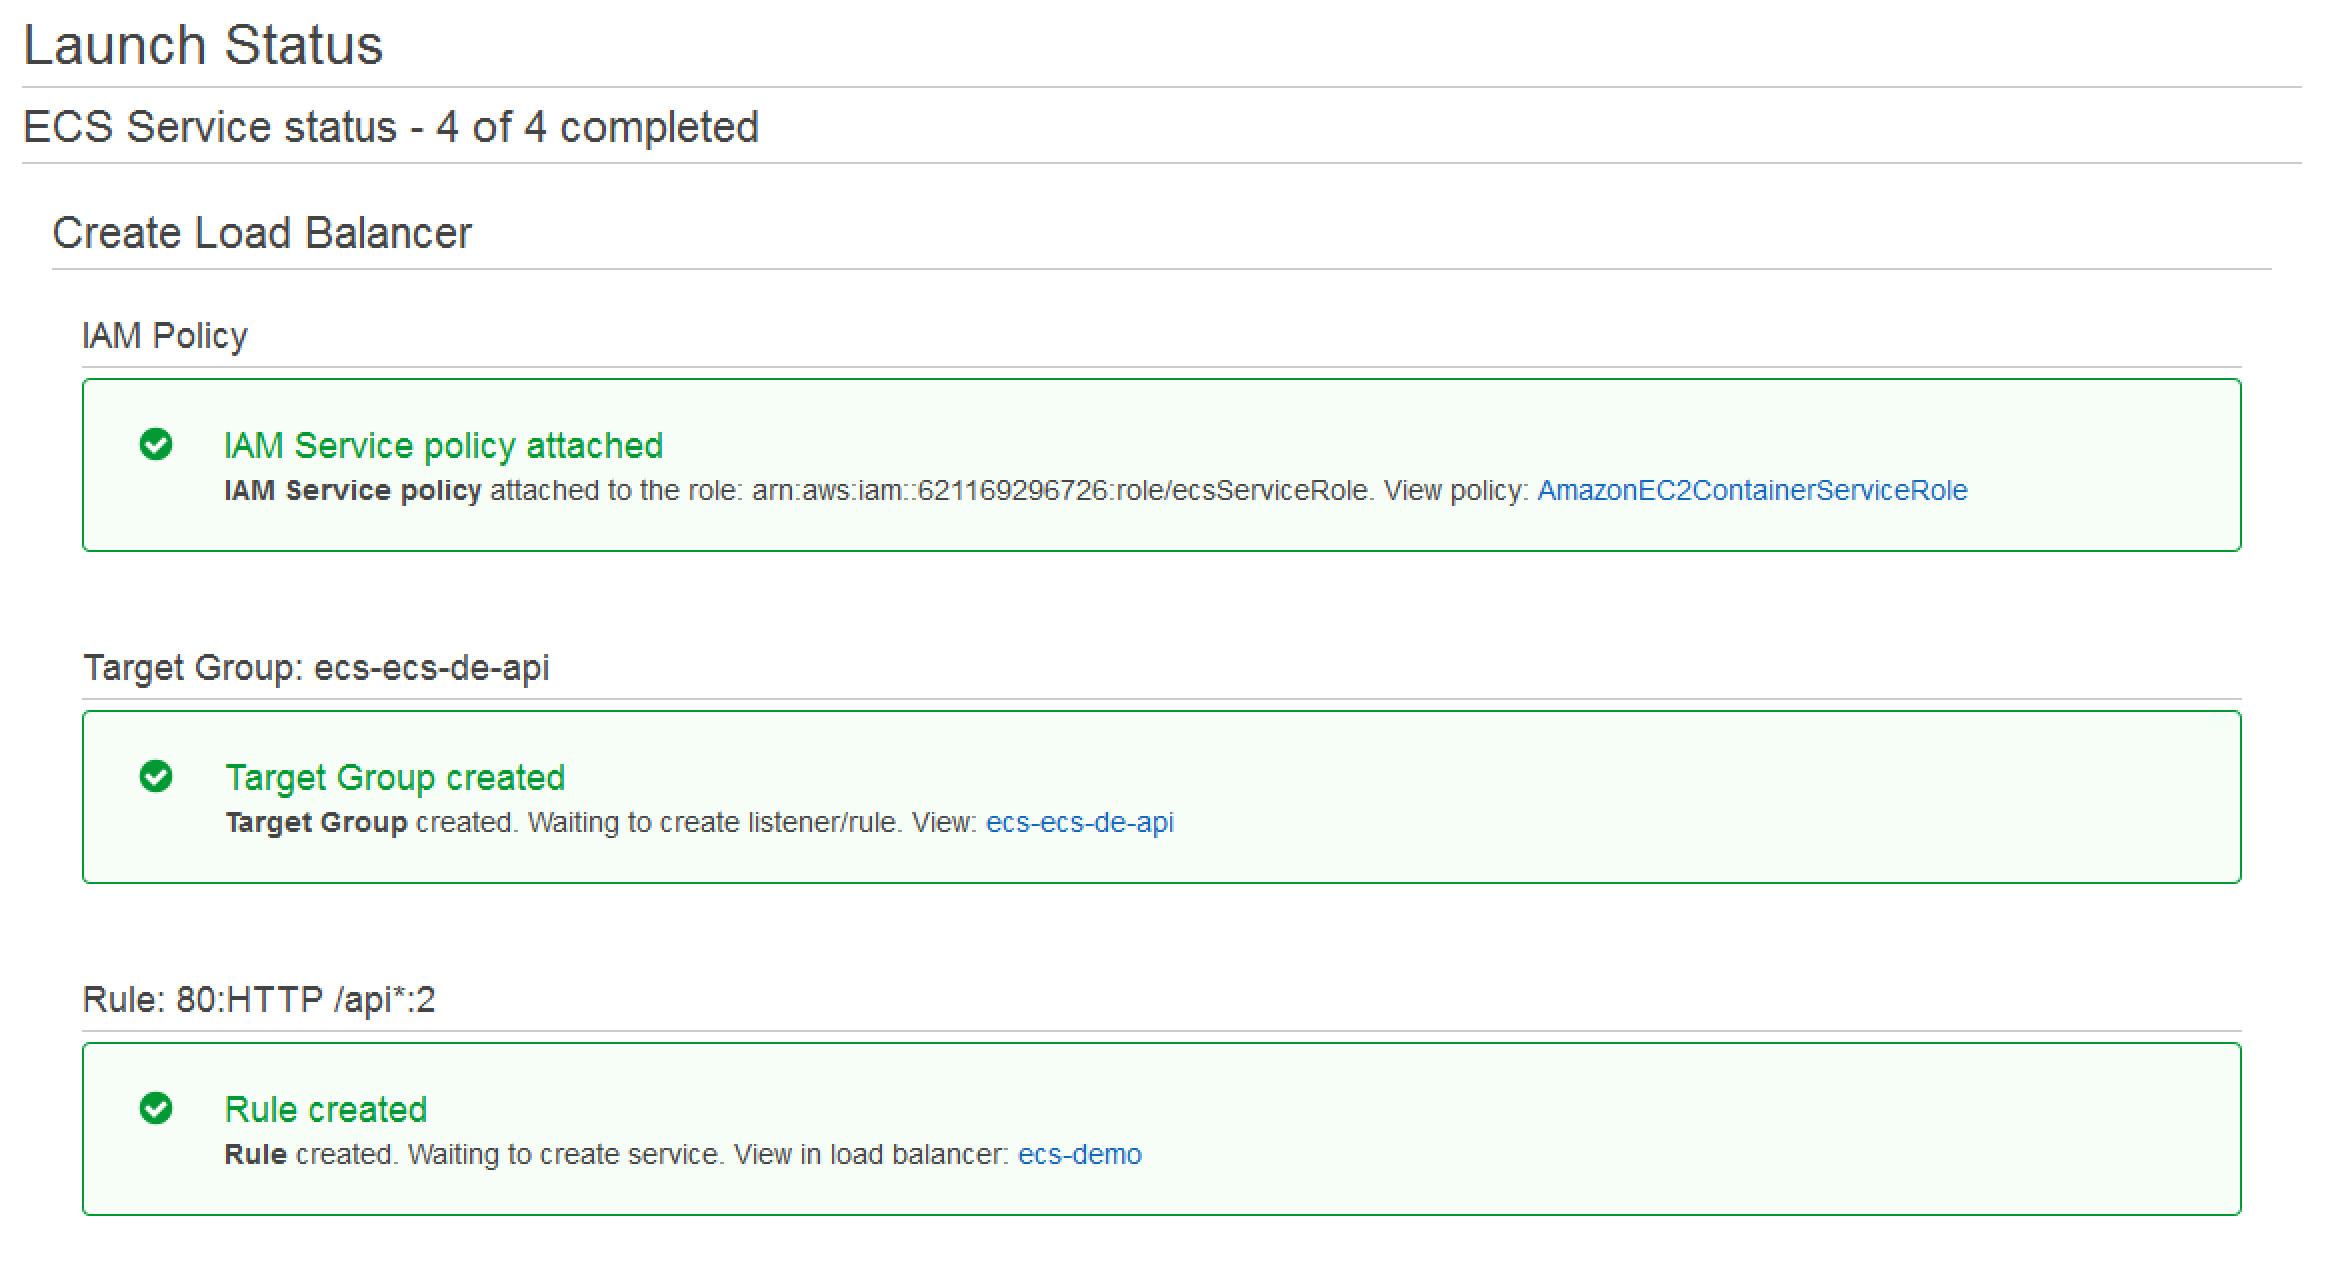 Launch Status
ECS Service status - 4 of 4 completed
Create Load Balancer
IAM Policy
IAM Service policy attached
IAM Service policy attached to the role: arn:aws:iam::621169296726:role/ecsServiceRole. View policy: AmazonEC2ContainerServiceRole
Target Group: ecs-ecs-de-api
Target Group created
Target Group created. Waiting to create listener/rule. View: ecs-ecs-de-api
Rule: 80:HTTP /api*:2
Rule created
Rule created. Waiting to create service. View in load balancer: ecs-demo